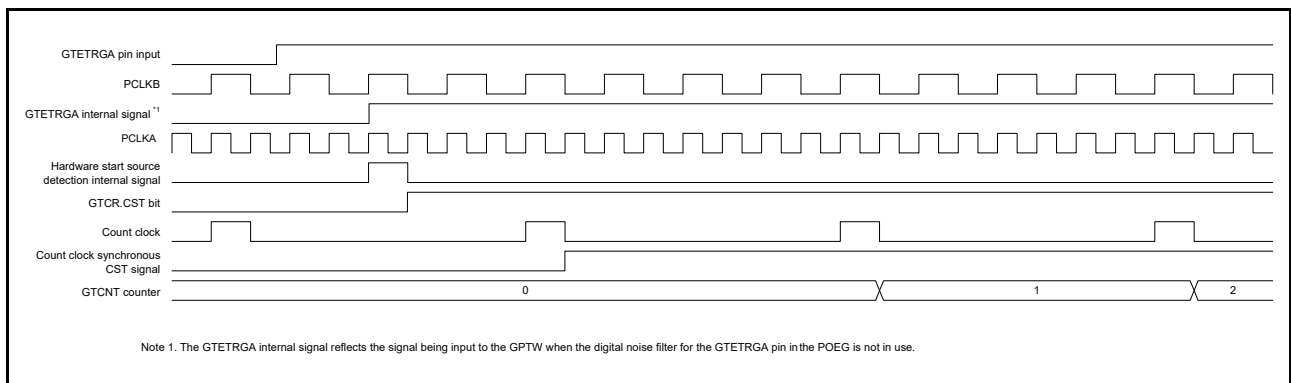 GTETRGA pin input
PCLKB
GTETRGA internal signal *1
PCLKA
Hardware start source
detection internal signal
GTCR.CST bit
Count clock
Count clock synchronous
CST signal
GTCNT counter
0
1
2
Note 1. The GTETRGA internal signal reflects the signal being input to the GPTW when the digital noise filter for the GTETRGA pin in the POEG is not in use.